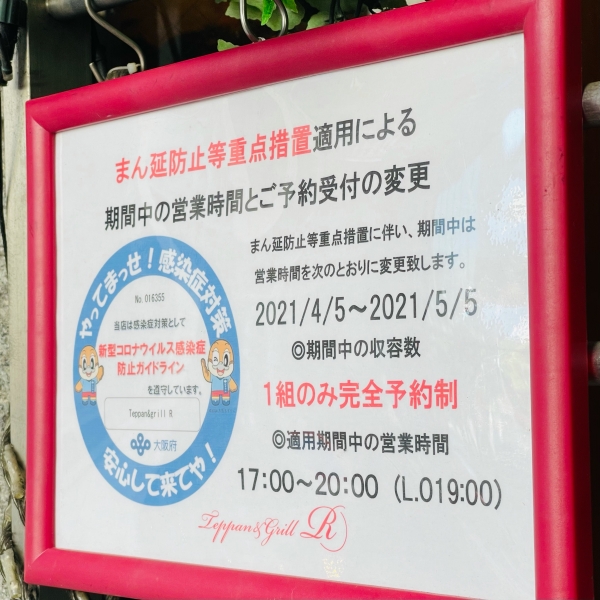 まん延防止等重点措置適用による
期間中の営業時間とご予約受付の変更
まん延防止等重点措置に伴い、期間中は
営業時間を次のとおりに変更致します。
2021/4/5～2021/5/5
◎期間中の収容数
1組のみ完全予約制
◎適用期間中の営業時間
17:00～20:00 (L.O19:00)
やってまっせ！感染症対策
No.016355
当店は感染症対策として
新型コロナウイルス感染症
防止ガイドライン
を遵守しています。
Teppan&grill R
大阪府
安心して来てや！
Teppan&Grill R